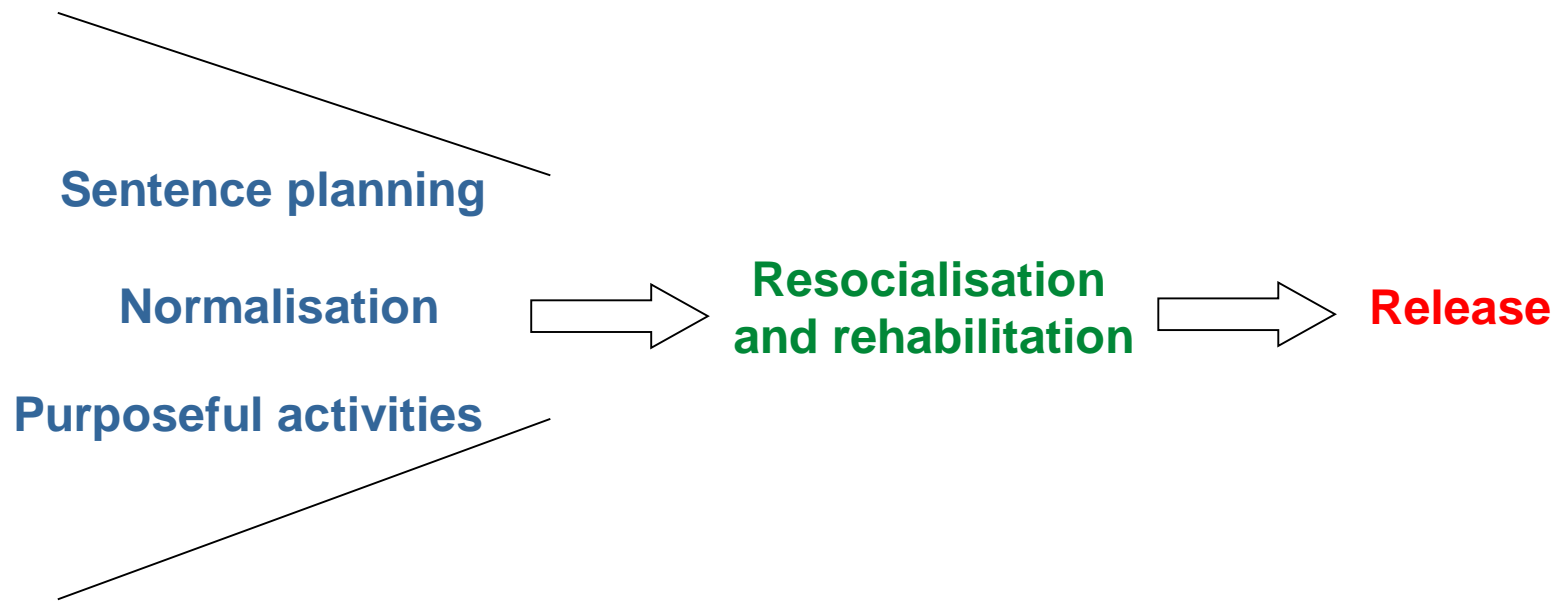 Sentence planning
Normalisation
Purposeful activities
Resocialisation
and rehabilitation
Release